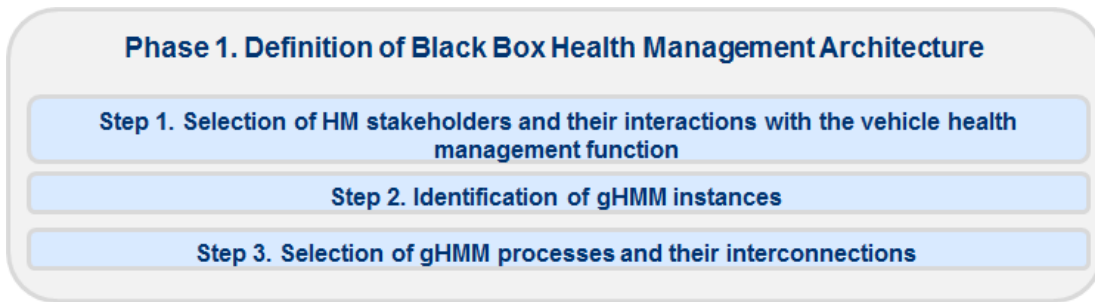 Phase 1. Definition of Black Box Health Management Architecture
Step 1. Selection of HM stakeholders and their interactions with the vehicle health
management function
Step 2. Identification of gHMM instances
Step 3. Selection of gHMM processes and their interconnections